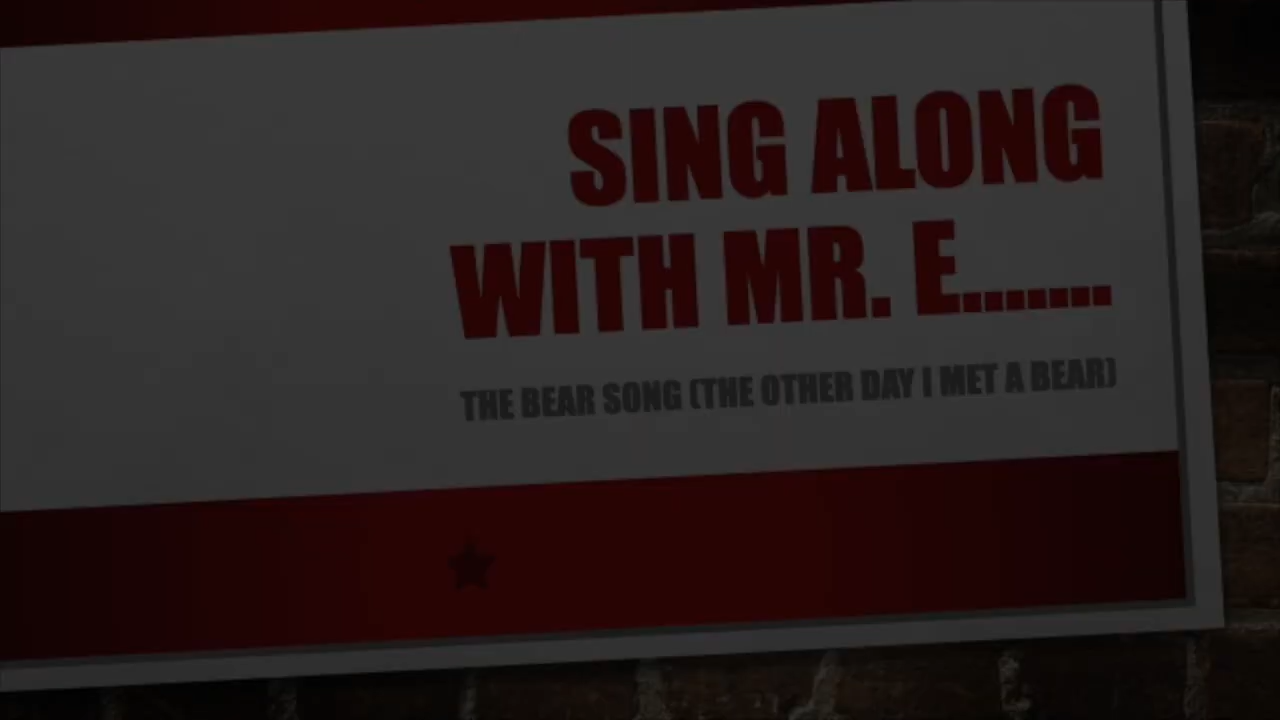 SING ALONG
WITH MR. E.......
THE BEAR SONG (THE OTHER DAY I MET A BEAR)